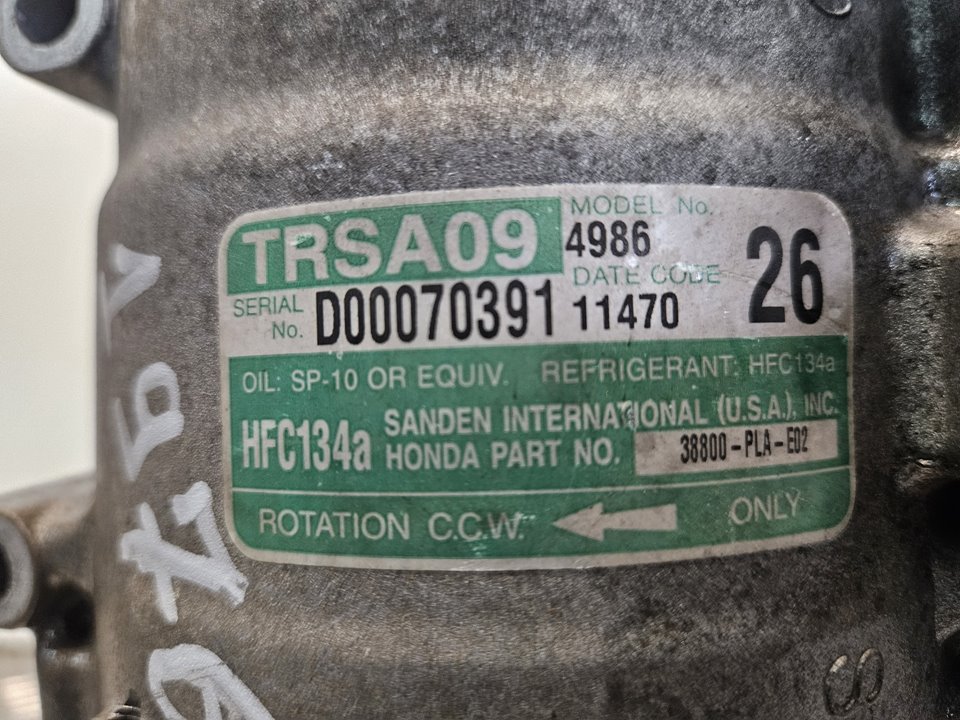 TRSA09
MODEL No.
4986
DATE CODE
26
SERIAL No.
D00070391
11470
OIL: SP-10 OR EQUIV. REFRIGERANT: HFC134a
HFC134a
SANDEN INTERNATIONAL (U.S.A.), INC.
HONDA PART NO. 38800-PLA-E02
ROTATION C.C.W. ONLY